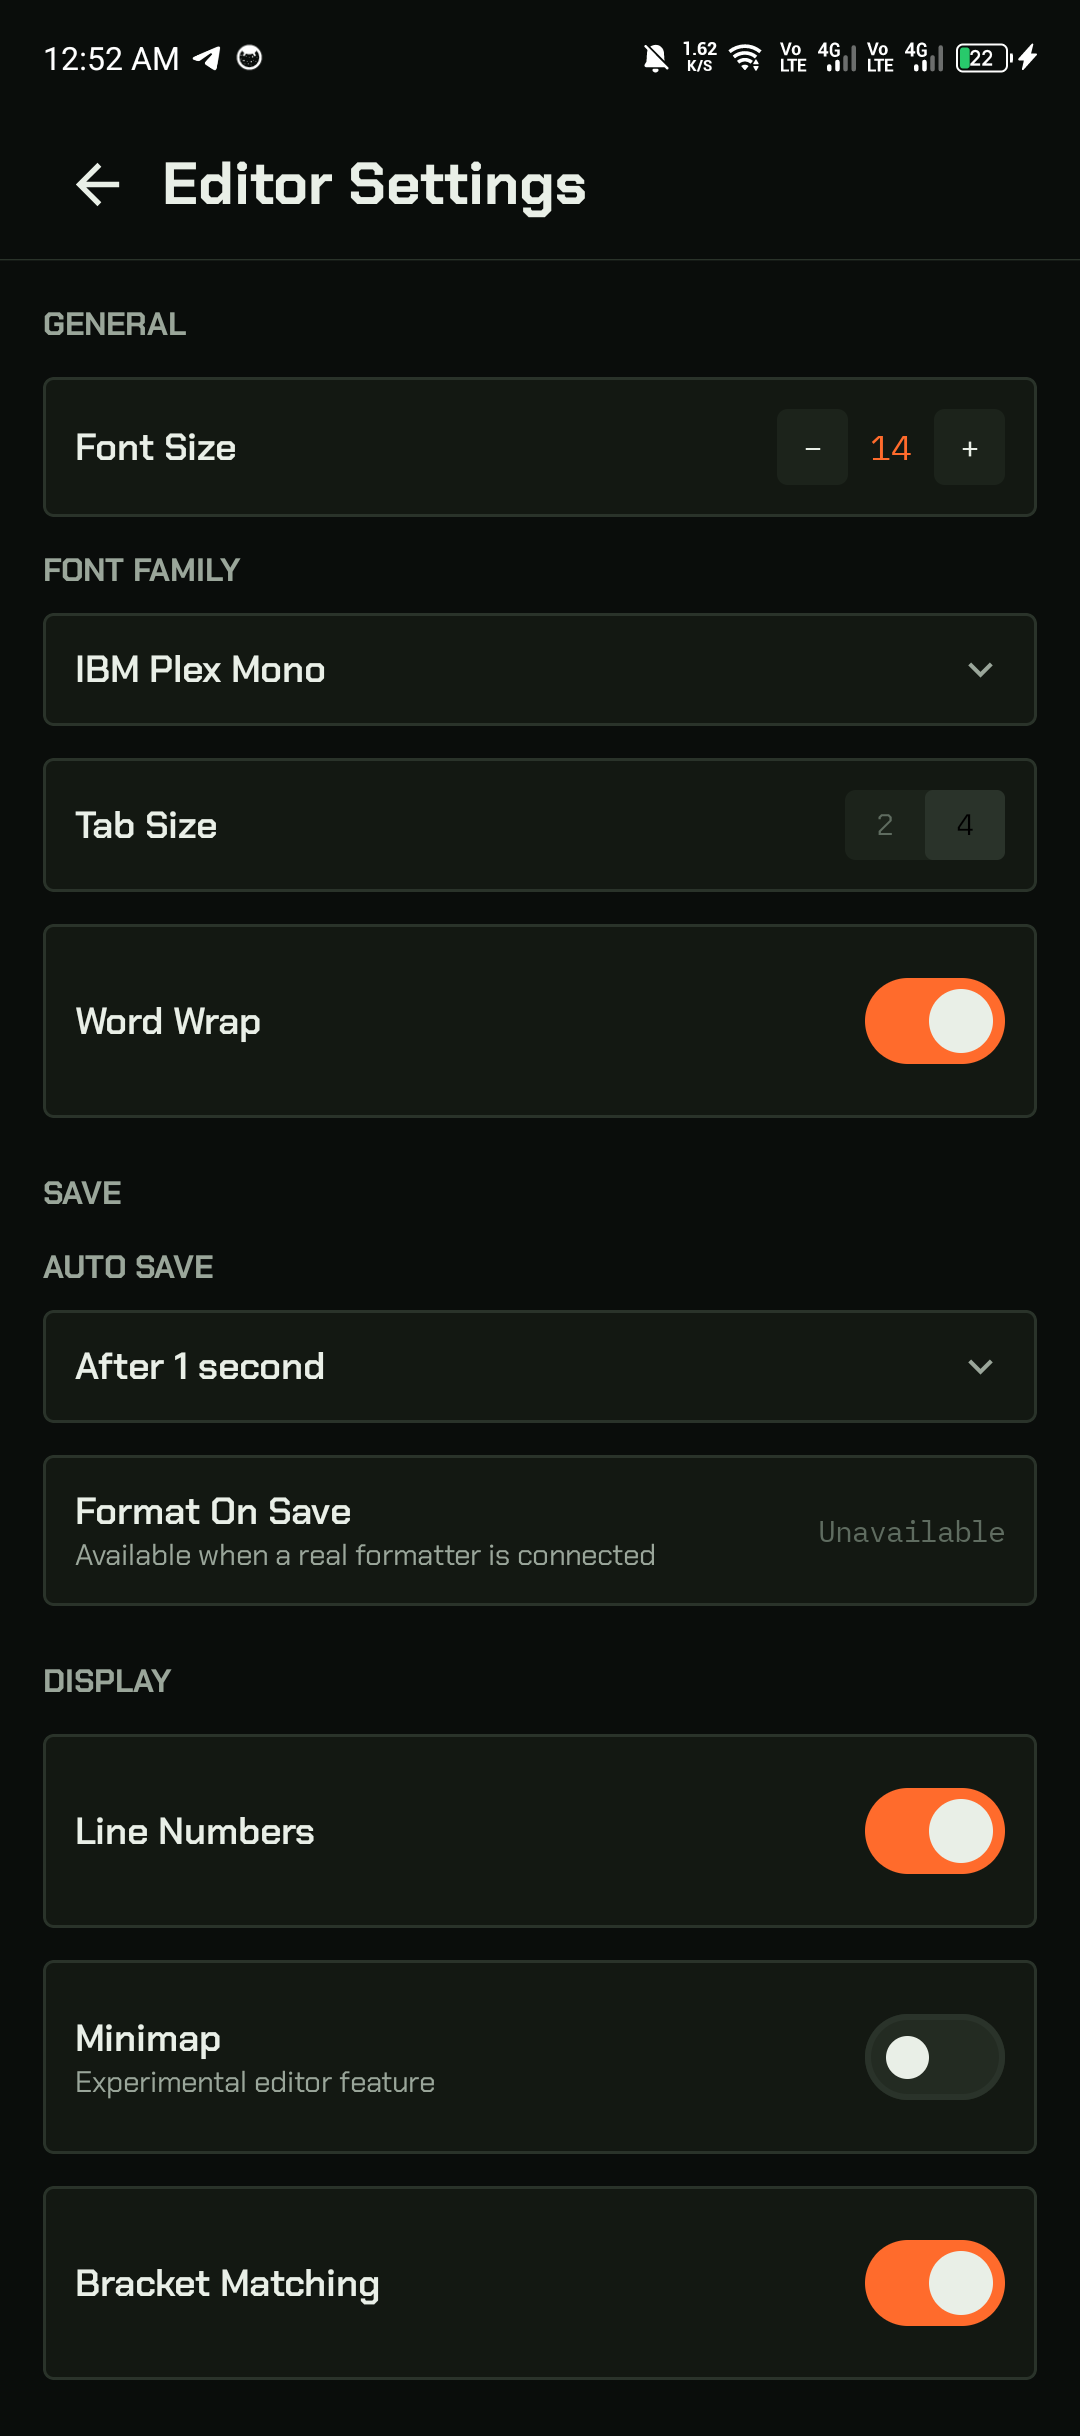 12:52 AM
1.62 K/S
Vo LTE 4G Vo LTE 4G 22
Editor Settings
GENERAL
Font Size − 14 +
FONT FAMILY
IBM Plex Mono
Tab Size 2 4
Word Wrap
SAVE
AUTO SAVE
After 1 second
Format On Save
Available when a real formatter is connected
Unavailable
DISPLAY
Line Numbers
Minimap
Experimental editor feature
Bracket Matching